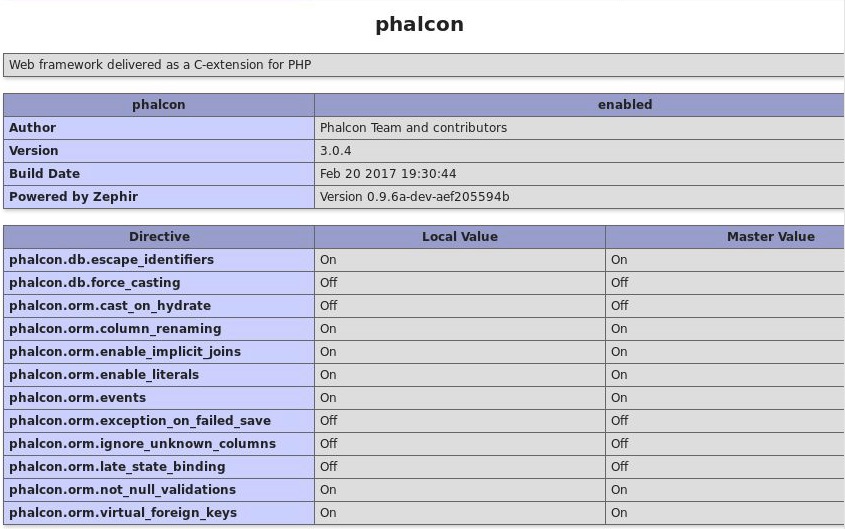 phalcon
Web framework delivered as a C-extension for PHP
phalcon enabled
Author Phalcon Team and contributors
Version 3.0.4
Build Date Feb 20 2017 19:30:44
Powered by Zephir Version 0.9.6a-dev-aef205594b
Directive Local Value Master Value
phalcon.db.escape_identifiers On On
phalcon.db.force_casting Off Off
phalcon.orm.cast_on_hydrate Off Off
phalcon.orm.column_renaming On On
phalcon.orm.enable_implicit_joins On On
phalcon.orm.enable_literals On On
phalcon.orm.events On On
phalcon.orm.exception_on_failed_save Off Off
phalcon.orm.ignore_unknown_columns Off Off
phalcon.orm.late_state_binding Off Off
phalcon.orm.not_null_validations On On
phalcon.orm.virtual_foreign_keys On On